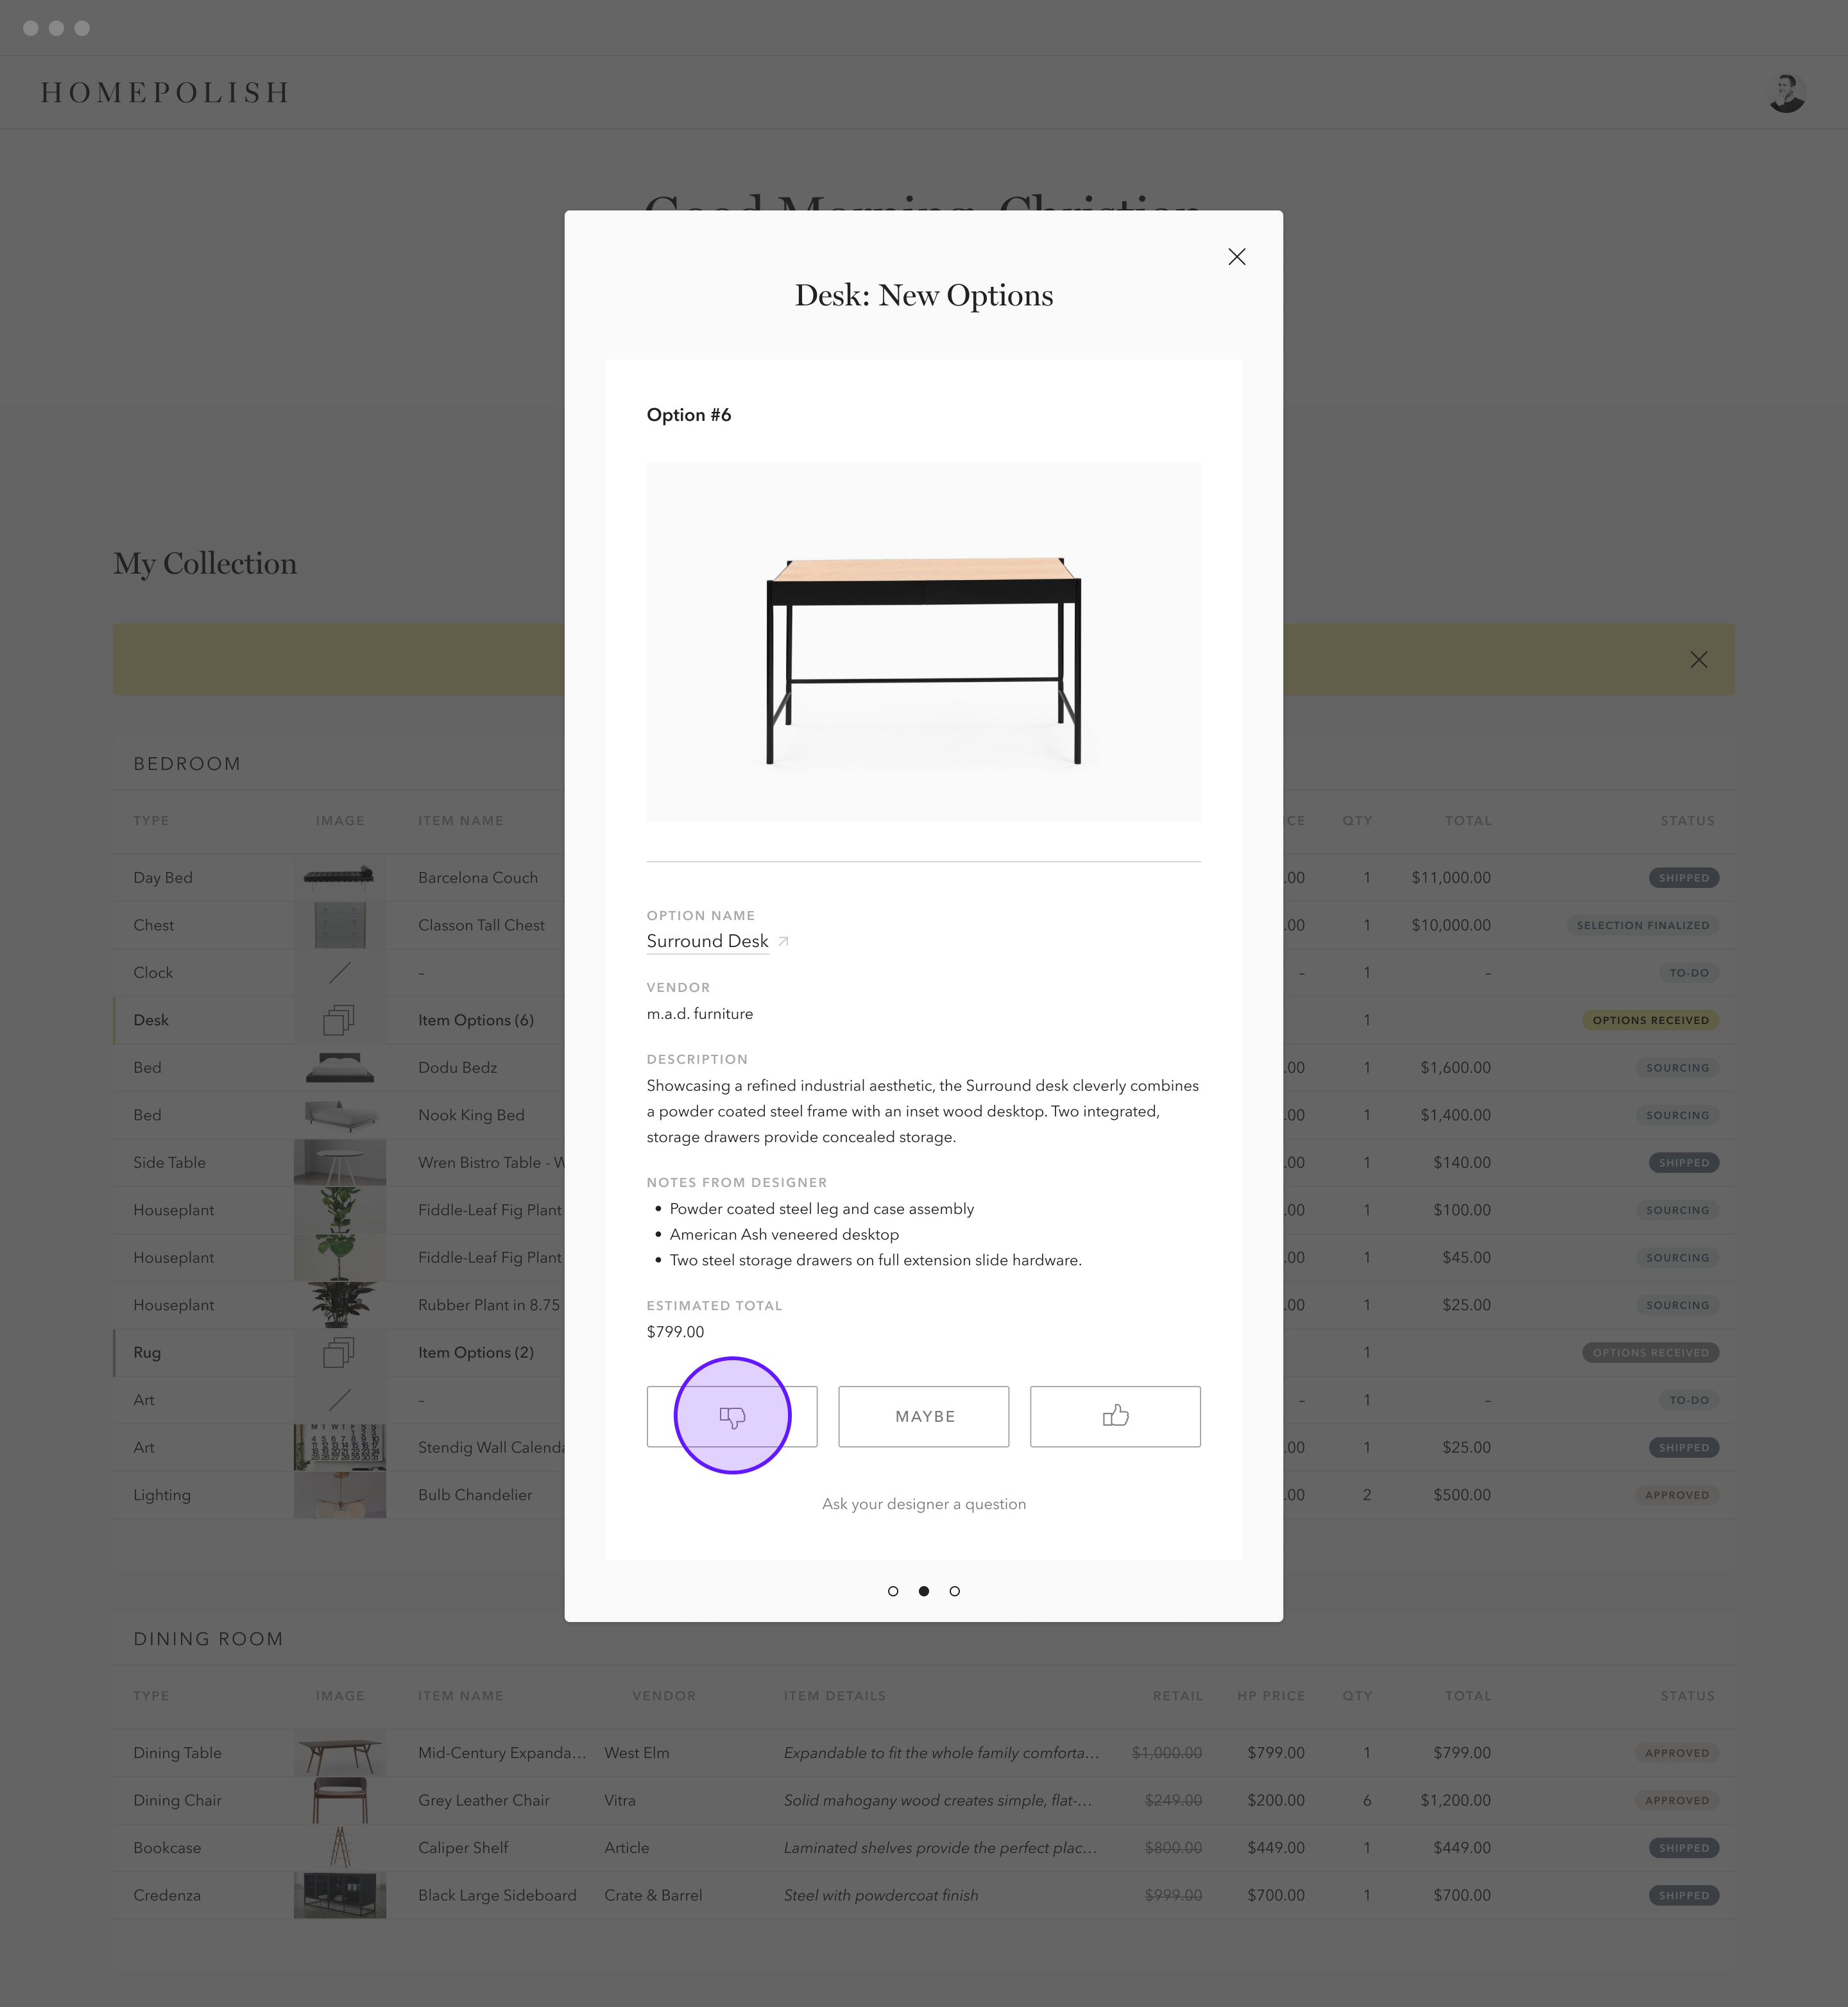 HOMEPOLISH
Good Morning, Christian
Desk: New Options
Option #6
OPTION NAME
Surround Desk
VENDOR
m.a.d. furniture
DESCRIPTION
Showcasing a refined industrial aesthetic, the Surround desk cleverly combines
a powder coated steel frame with an inset wood desktop. Two integrated,
storage drawers provide concealed storage.
NOTES FROM DESIGNER
• Powder coated steel leg and case assembly
• American Ash veneered desktop
• Two steel storage drawers on full extension slide hardware.
ESTIMATED TOTAL
$799.00
MAYBE
Ask your designer a question
My Collection
BEDROOM
TYPE IMAGE ITEM NAME QTY TOTAL STATUS
Day Bed Barcelona Couch .00 1 $11,000.00 SHIPPED
Chest Classon Tall Chest .00 1 $10,000.00 SELECTION FINALIZED
Clock – – 1 – TO-DO
Desk Item Options (6) 1 OPTIONS RECEIVED
Bed Dodu Bedz .00 1 $1,600.00 SOURCING
Bed Nook King Bed .00 1 $1,400.00 SOURCING
Side Table Wren Bistro Table - W .00 1 $140.00 SHIPPED
Houseplant Fiddle-Leaf Fig Plant .00 1 $100.00 SOURCING
Houseplant Fiddle-Leaf Fig Plant .00 1 $45.00 SOURCING
Houseplant Rubber Plant in 8.75 .00 1 $25.00 SOURCING
Rug Item Options (2) 1 OPTIONS RECEIVED
Art – – 1 – TO-DO
Art Stendig Wall Calenda .00 1 $25.00 SHIPPED
Lighting Bulb Chandelier .00 2 $500.00 APPROVED
DINING ROOM
TYPE IMAGE ITEM NAME VENDOR ITEM DETAILS RETAIL HP PRICE QTY TOTAL STATUS
Dining Table Mid-Century Expanda… West Elm Expandable to fit the whole family comforta… $1,000.00 $799.00 1 $799.00 APPROVED
Dining Chair Grey Leather Chair Vitra Solid mahogany wood creates simple, flat-… $249.00 $200.00 6 $1,200.00 APPROVED
Bookcase Caliper Shelf Article Laminated shelves provide the perfect plac… $800.00 $449.00 1 $449.00 SHIPPED
Credenza Black Large Sideboard Crate & Barrel Steel with powdercoat finish $999.00 $700.00 1 $700.00 SHIPPED